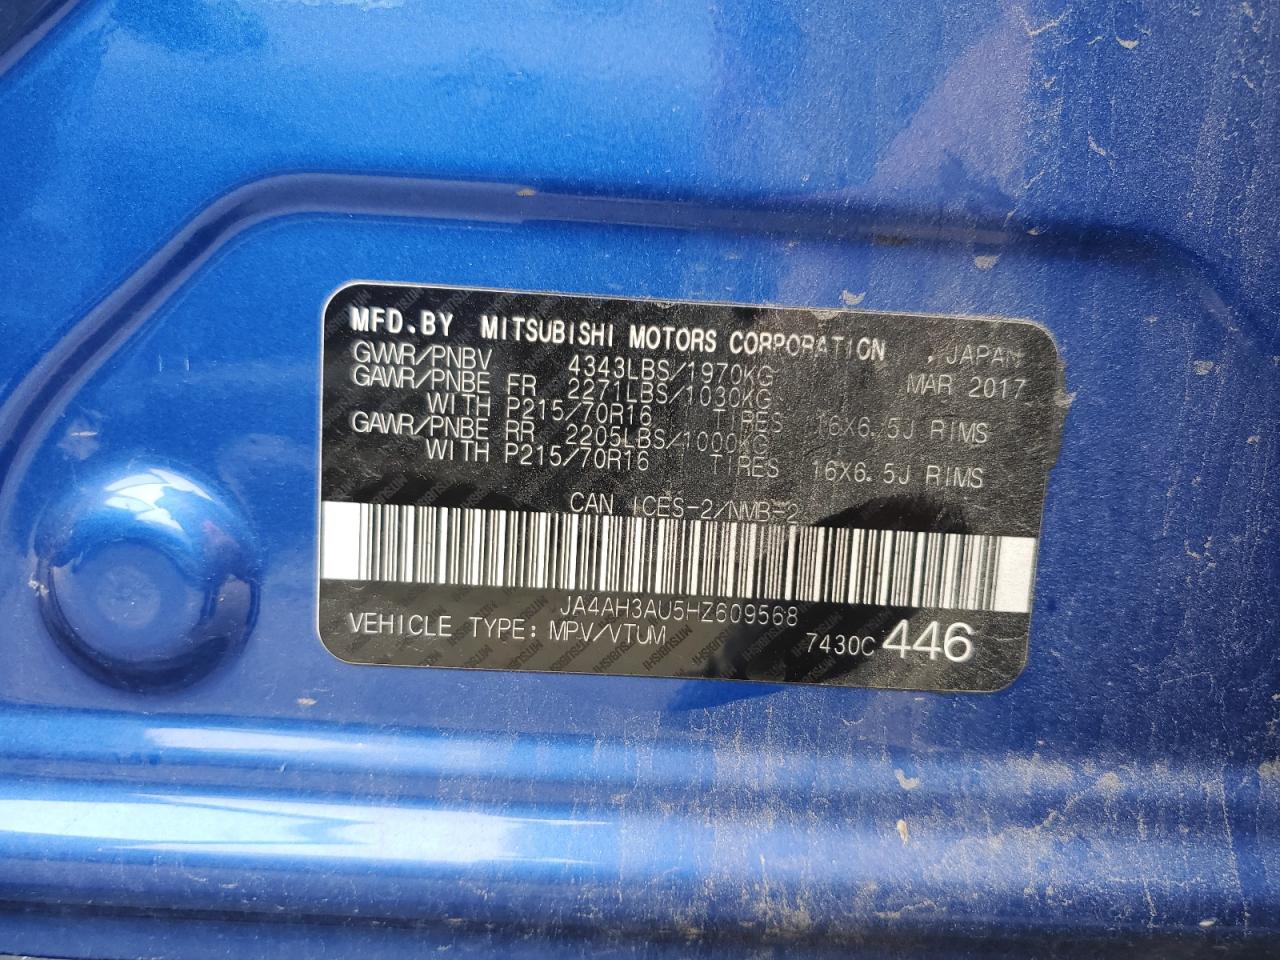 MFD.BY MITSUBISHI MOTORS CORPORATION , JAPAN
GVWR/PNBV 4343LBS/1970KG MAR 2017
GAWR/PNBE FR 2271LBS/1030KG
WITH P215/70R16 TIRES 16X6.5J RIMS
GAWR/PNBE RR 2205LBS/1000KG
WITH P215/70R16 TIRES 16X6.5J RIMS
CAN ICES-2/NMB-2
JA4AH3AU5HZ609568
VEHICLE TYPE: MPV/VTUM 7430C 446